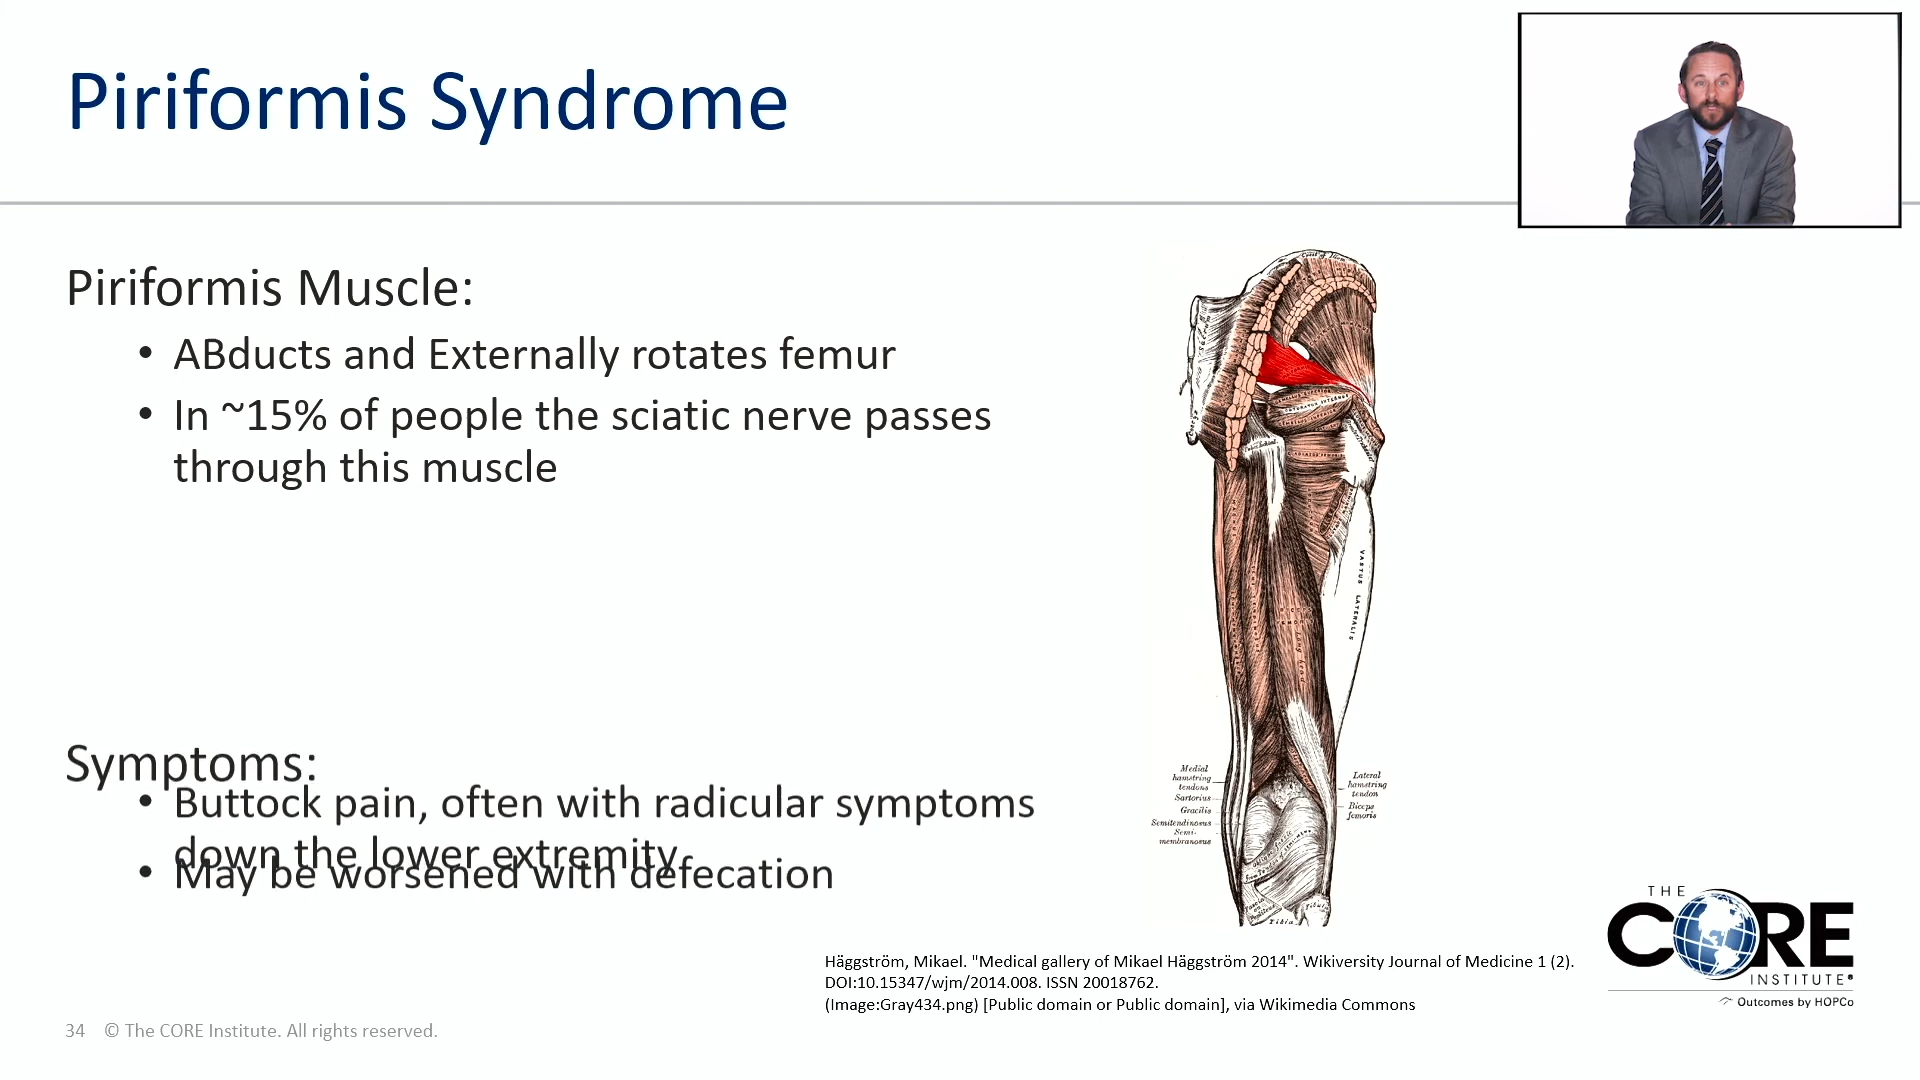 Piriformis Syndrome
Piriformis Muscle:
• ABducts and Externally rotates femur
• In ~15% of people the sciatic nerve passes
through this muscle
Symptoms:
• Buttock pain, often with radicular symptoms
down the lower extremity
• May be worsened with defecation
Crest of Ilium
VASTUS LATERALIS
Medial
hamstring
tendons
Sartorius
Gracilis
Semitendinosus
Semi-
membranosus
Lateral
hamstring
tendon
Biceps
femoris
Tibia
Häggström, Mikael. "Medical gallery of Mikael Häggström 2014". Wikiversity Journal of Medicine 1 (2).
DOI:10.15347/wjm/2014.008. ISSN 20018762.
(Image:Gray434.png) [Public domain or Public domain], via Wikimedia Commons
THE
CORE
INSTITUTE®
Outcomes by HOPCo
34 © The CORE Institute. All rights reserved.